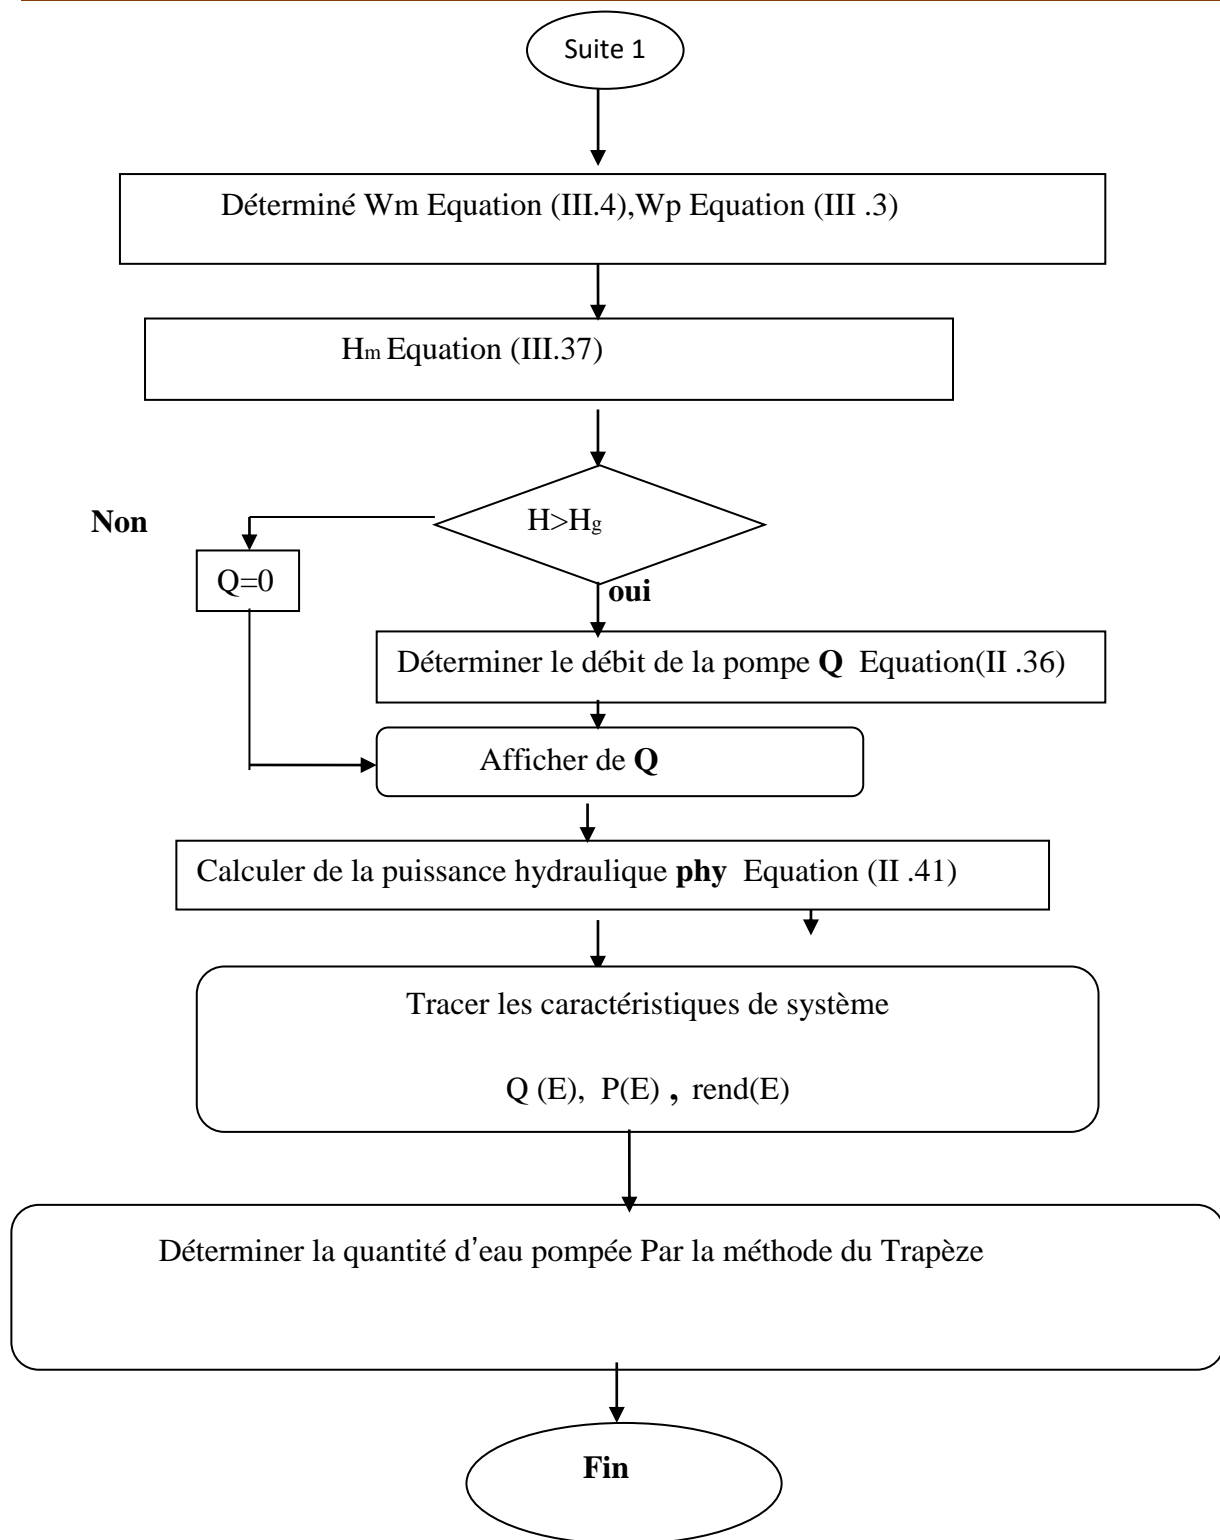 Suite 1
Déterminé Wm Equation (III.4),Wp Equation (III .3)
Hm Equation (III.37)
H>Hg
Non
Q=0
oui
Déterminer le débit de la pompe Q Equation(II .36)
Afficher de Q
Calculer de la puissance hydraulique phy Equation (II .41)
Tracer les caractéristiques de système
Q (E), P(E) , rend(E)
Déterminer la quantité d’eau pompée Par la méthode du Trapèze
Fin